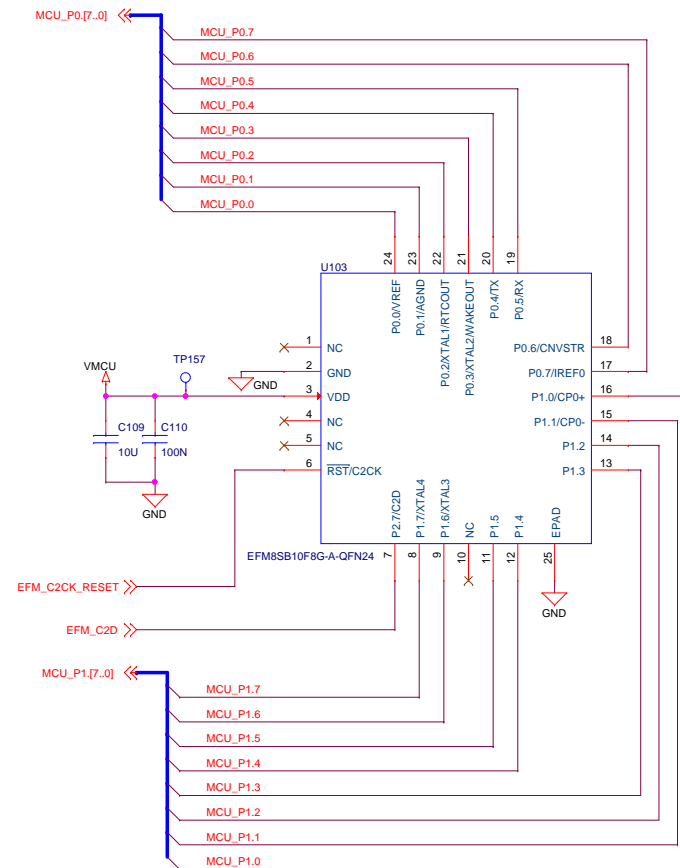 MCU_P0.[7..0]
MCU_P0.7
MCU_P0.6
MCU_P0.5
MCU_P0.4
MCU_P0.3
MCU_P0.2
MCU_P0.1
MCU_P0.0
24
23
22
21
20
19
U103
P0.0/VREF
P0.1/AGND
P0.2/XTAL1/RTCOUT
P0.3/XTAL2/WAKEOUT
P0.4/TX
P0.5/RX
1 NC
2 GND
3 VDD
4 NC
5 NC
6 RST/C2CK
P0.6/CNVSTR 18
P0.7/IREF0 17
P1.0/CP0+ 16
P1.1/CP0- 15
P1.2 14
P1.3 13
VMCU
TP157
GND
C109
10U
C110
100N
GND
P2.7/C2D
P1.7/XTAL4
P1.6/XTAL3
NC
P1.5
P1.4
EPAD
EFM8SB10F8G-A-QFN24
7
8
9
10
11
12
25
GND
EFM_C2CK_RESET
EFM_C2D
MCU_P1.[7..0]
MCU_P1.7
MCU_P1.6
MCU_P1.5
MCU_P1.4
MCU_P1.3
MCU_P1.2
MCU_P1.1
MCU_P1.0